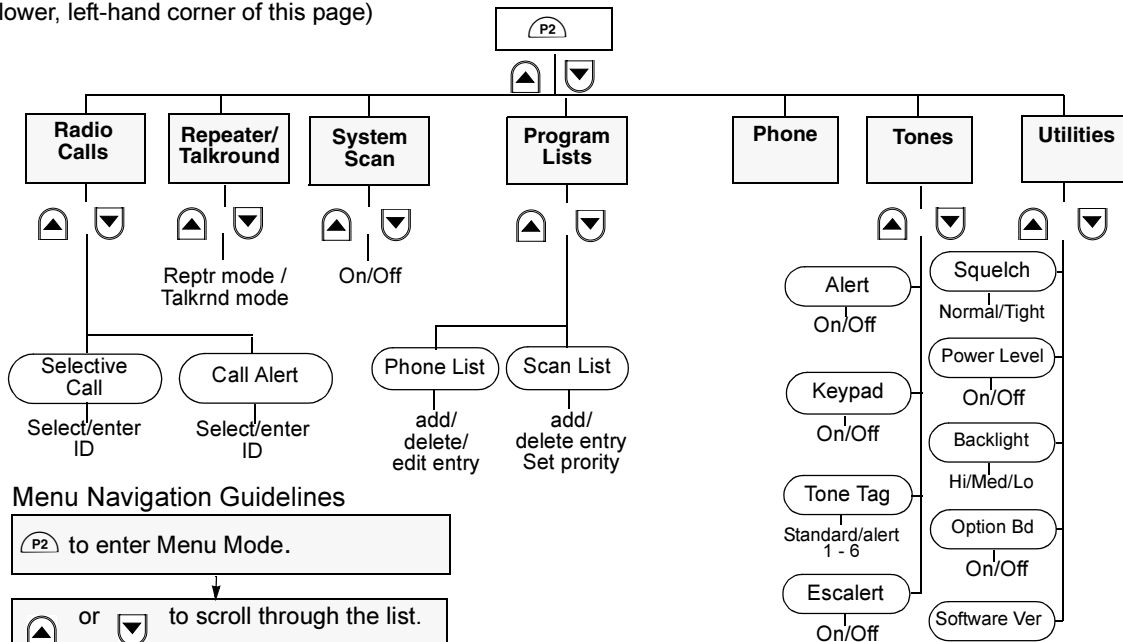 lower, left-hand corner of this page)
P2
Radio
Calls
Repeater/
Talkround
System
Scan
Program
Lists
Phone
Tones
Utilities
Reptr mode /
Talkrnd mode
On/Off
Selective
Call
Select/enter
ID
Call Alert
Select/enter
ID
Phone List
add/
delete/
edit entry
Scan List
add/
delete entry
Set prority
Alert
On/Off
Keypad
On/Off
Tone Tag
Standard/alert
1 - 6
Escalert
On/Off
Squelch
Normal/Tight
Power Level
On/Off
Backlight
Hi/Med/Lo
Option Bd
On/Off
Software Ver
Menu Navigation Guidelines
P2 to enter Menu Mode.
or to scroll through the list.